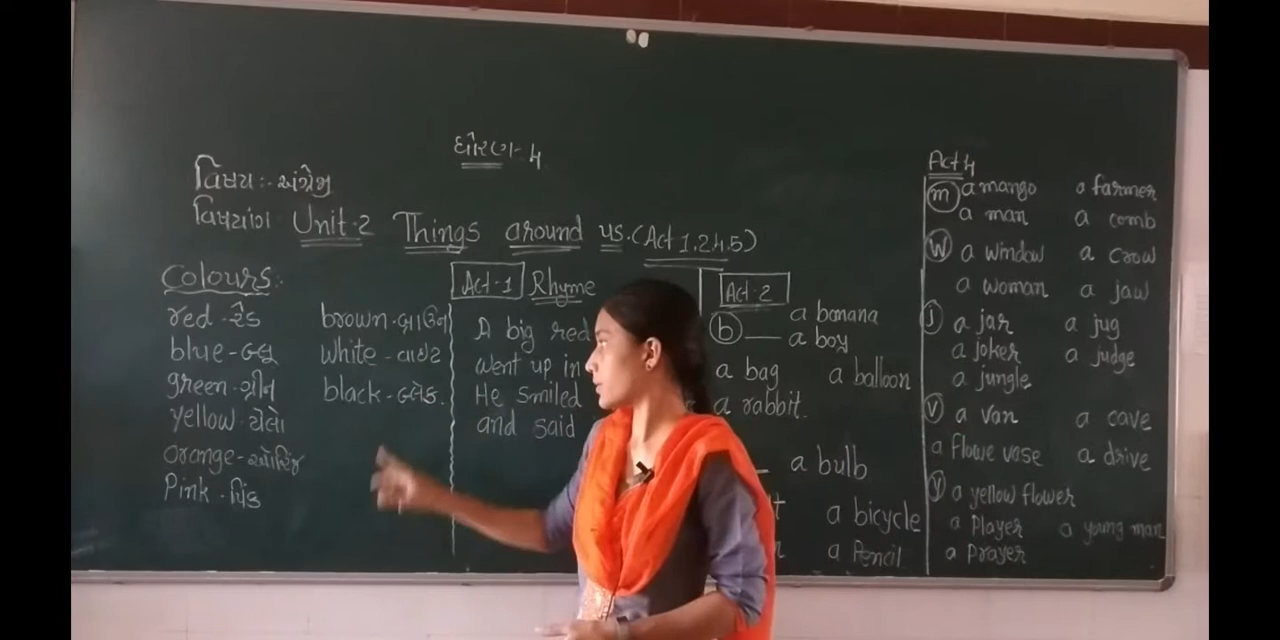 ધોરણ-4
વિષય:- અંગ્રેજી
વિષયાંગ Unit-2 Things around us. (Act 1,2,4,5)
Colours:-
red - રેડ
blue - બ્લૂ
green - ગ્રીન
yellow - યેલો
Orange - ઓરેંજ
Pink - પિંક
brown - બ્રાઉન
white - વાઇટ
black - બ્લેક.
Act-1 Rhyme
A big red
went up in
He smiled
and said
Act-2
a banana
b — a boy
a bag a balloon
a rabbit.
a bulb
a bicycle
a Pencil
Act 4
m a mango a farmer
a man a comb
W a window a crow
a woman a jaw
J a jar a jug
a joker a judge
a jungle
V a van a cave
a flowe vase a drive
y a yellow flower
a Player a young man
a Prayer